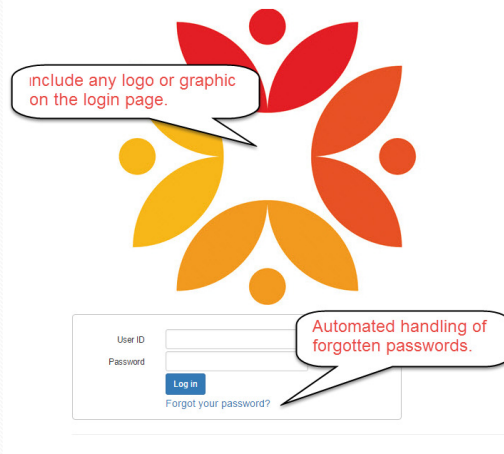 include any logo or graphic
on the login page.
User ID
Automated handling of
forgotten passwords.
Password
Log in
Forgot your password?